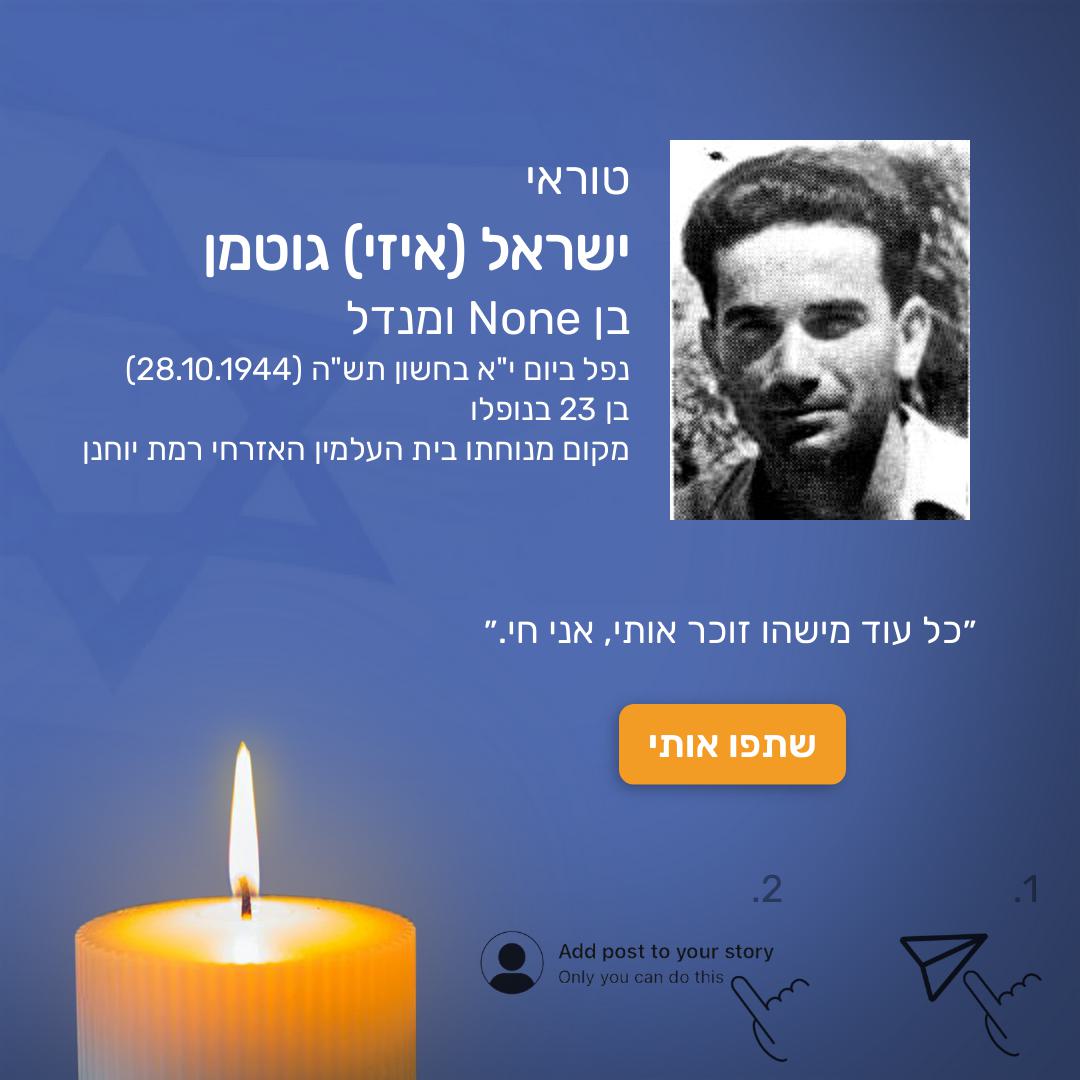 טוראי
ישראל (איזי) גוטמן
בן None ומנדל
נפל ביום י"א בחשון תש"ה (28.10.1944)
בן 23 בנופלו
מקום מנוחתו בית העלמין האזרחי רמת יוחנן
״כל עוד מישהו זוכר אותי, אני חי.״
שתפו אותי
1.
2.
Add post to your story
Only you can do this